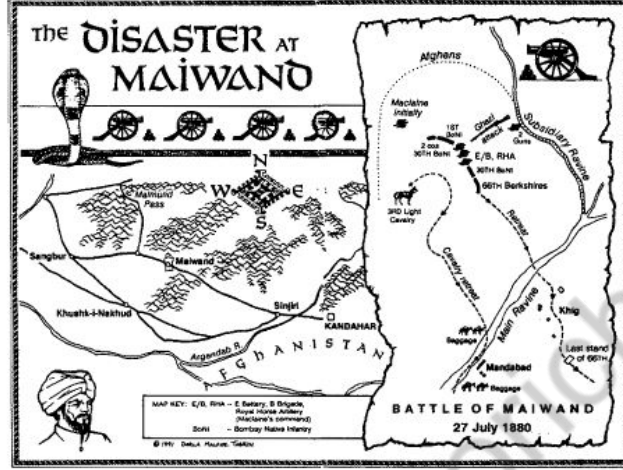 THE DISASTER AT
MAIWAND
N
W E
S
Maimund
Pass
Sangbur
Maiwand
Khushk-i-Nakhud
Sinjiri
KANDAHAR
Argandab R.
AFGHANISTAN
MAP KEY: E/B, RHA – E Battery, B Brigade,
Royal Horse Artillery
(Maclaine's command)
BoNI – Bombay Native Infantry
Afghans
Maclaine
initially
Ghazi
attack
Subsidiary Ravine
Guns
1ST
BoNI
2 cos
30TH BoNI
E/B, RHA
30TH BoNI
66TH Berkshires
3RD Light
Cavalry
Retreat
Cavalry retreat
Main Ravine
Khig
Baggage
Mandabad
Baggage
Last stand
of 66TH
BATTLE OF MAIWAND
27 July 1880